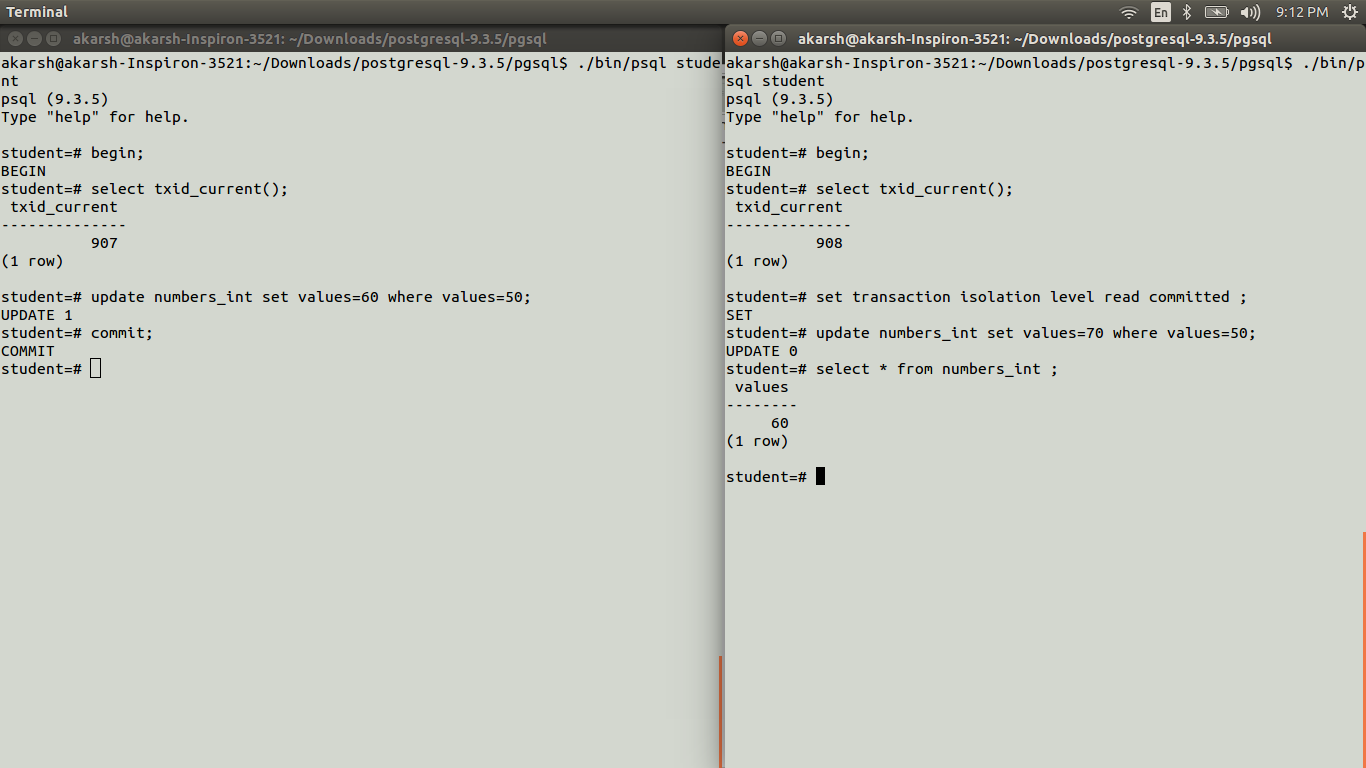 Terminal
En
9:12 PM
akarsh@akarsh-Inspiron-3521: ~/Downloads/postgresql-9.3.5/pgsql
akarsh@akarsh-Inspiron-3521:~/Downloads/postgresql-9.3.5/pgsql$ ./bin/psql stude
nt
psql (9.3.5)
Type "help" for help.
student=# begin;
BEGIN
student=# select txid_current();
txid_current
--------------
907
(1 row)
student=# update numbers_int set values=60 where values=50;
UPDATE 1
student=# commit;
COMMIT
student=#
akarsh@akarsh-Inspiron-3521: ~/Downloads/postgresql-9.3.5/pgsql
akarsh@akarsh-Inspiron-3521:~/Downloads/postgresql-9.3.5/pgsql$ ./bin/p
sql student
psql (9.3.5)
Type "help" for help.
student=# begin;
BEGIN
student=# select txid_current();
txid_current
--------------
908
(1 row)
student=# set transaction isolation level read committed ;
SET
student=# update numbers_int set values=70 where values=50;
UPDATE 0
student=# select * from numbers_int ;
values
--------
60
(1 row)
student=#